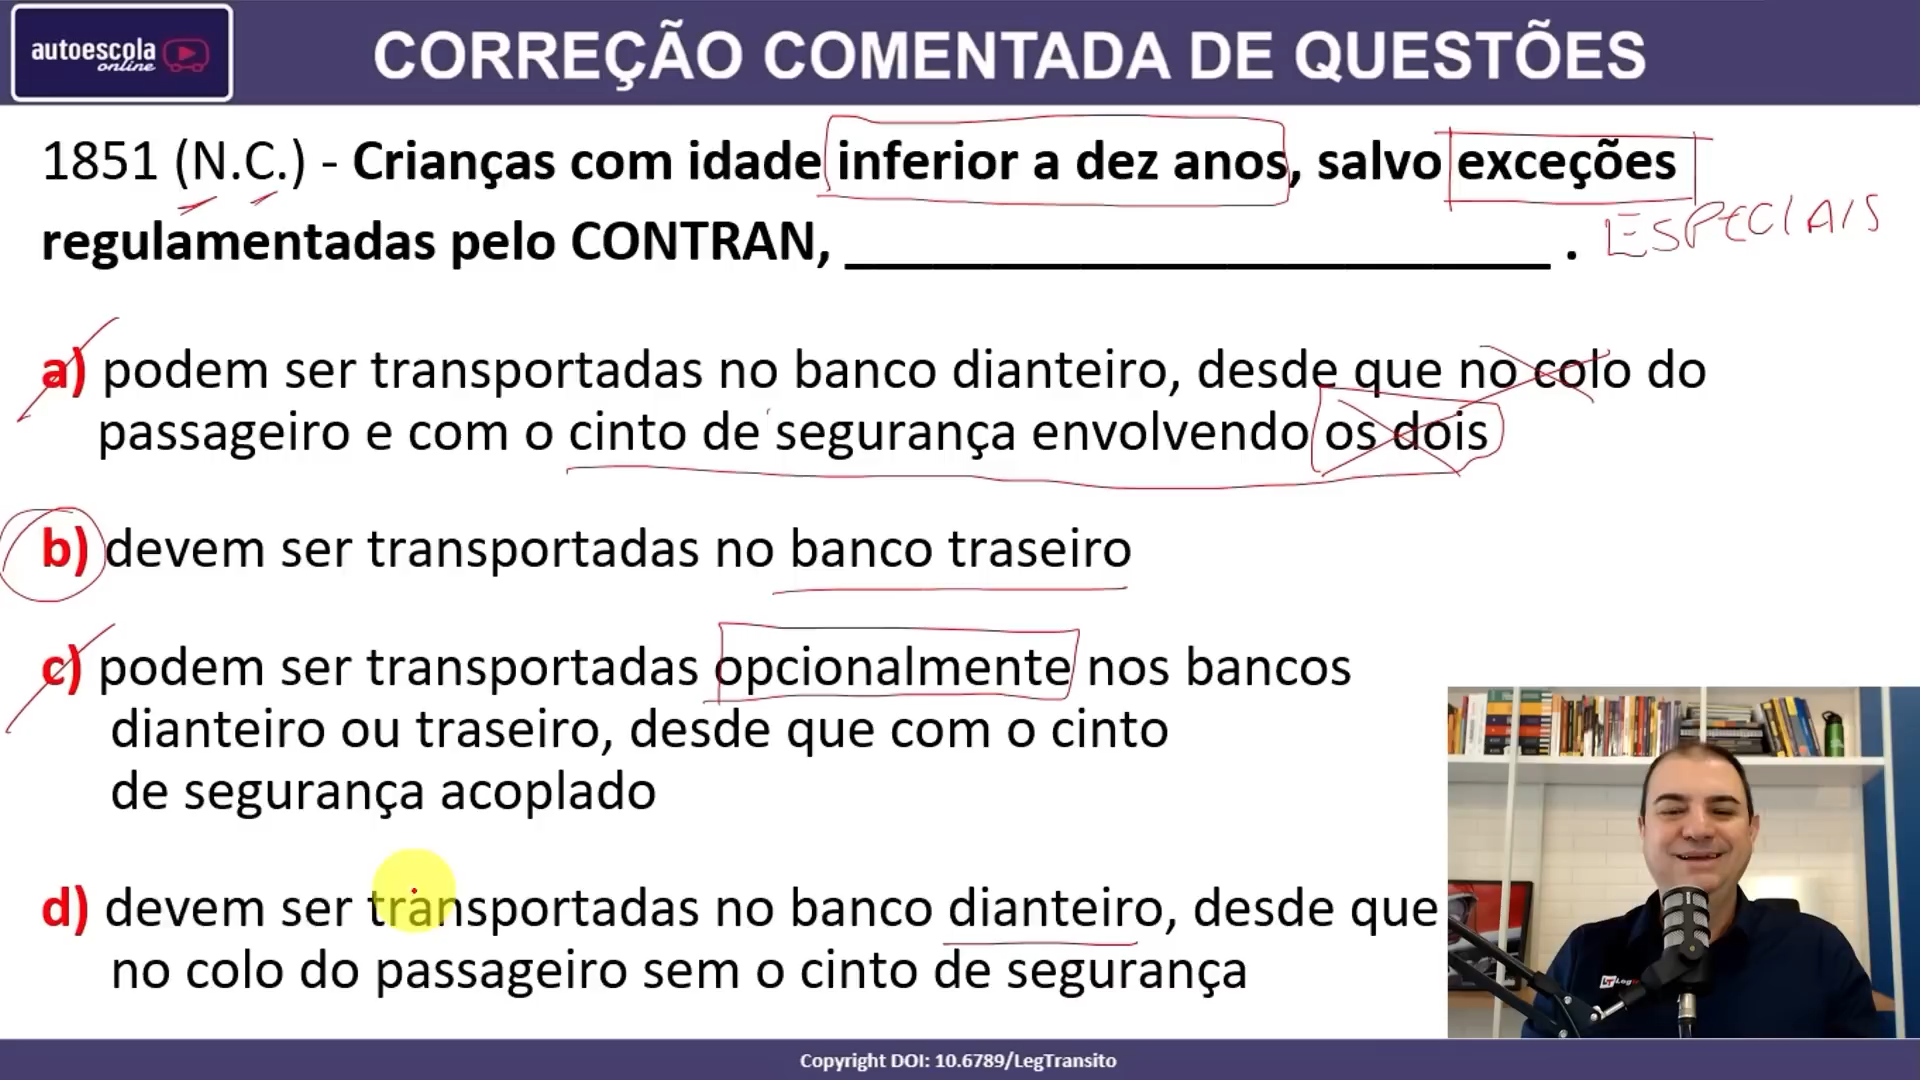 autoescola
online
CORREÇÃO COMENTADA DE QUESTÕES
1851 (N.C.) - Crianças com idade inferior a dez anos, salvo exceções
regulamentadas pelo CONTRAN, ________________________ .
ESPECIAIS
a) podem ser transportadas no banco dianteiro, desde que no colo do
passageiro e com o cinto de segurança envolvendo os dois
b) devem ser transportadas no banco traseiro
c) podem ser transportadas opcionalmente nos bancos
dianteiro ou traseiro, desde que com o cinto
de segurança acoplado
d) devem ser transportadas no banco dianteiro, desde que
no colo do passageiro sem o cinto de segurança
Copyright DOI: 10.6789/LegTransito